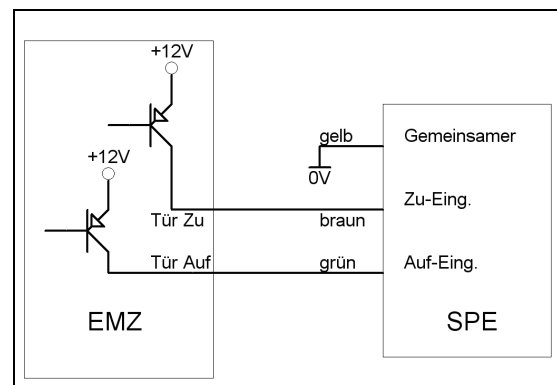 +12V
+12V
gelb
0V
Gemeinsamer
Tür Zu
braun
Zu-Eing.
Tür Auf
grün
Auf-Eing.
EMZ
SPE